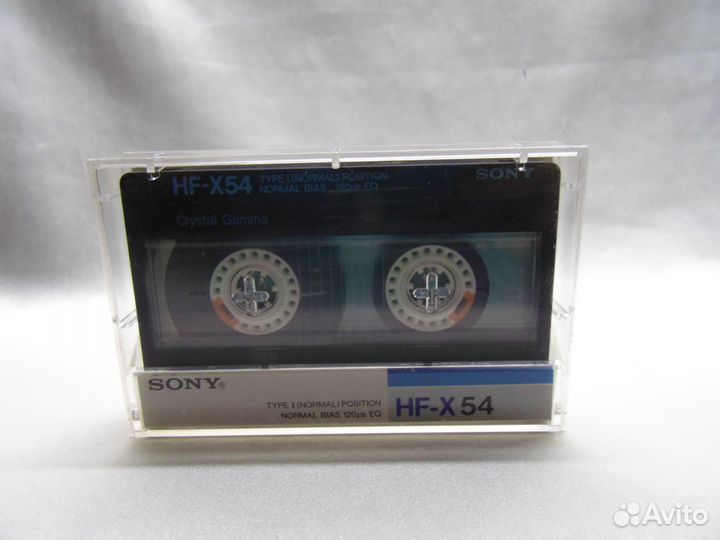 HF-X54 TYPE I (NORMAL) POSITION SONY
NORMAL BIAS 120µs EQ
Crystal Gamma
SONY®
TYPE I (NORMAL) POSITION
NORMAL BIAS 120µs EQ
HF-X 54
Avito